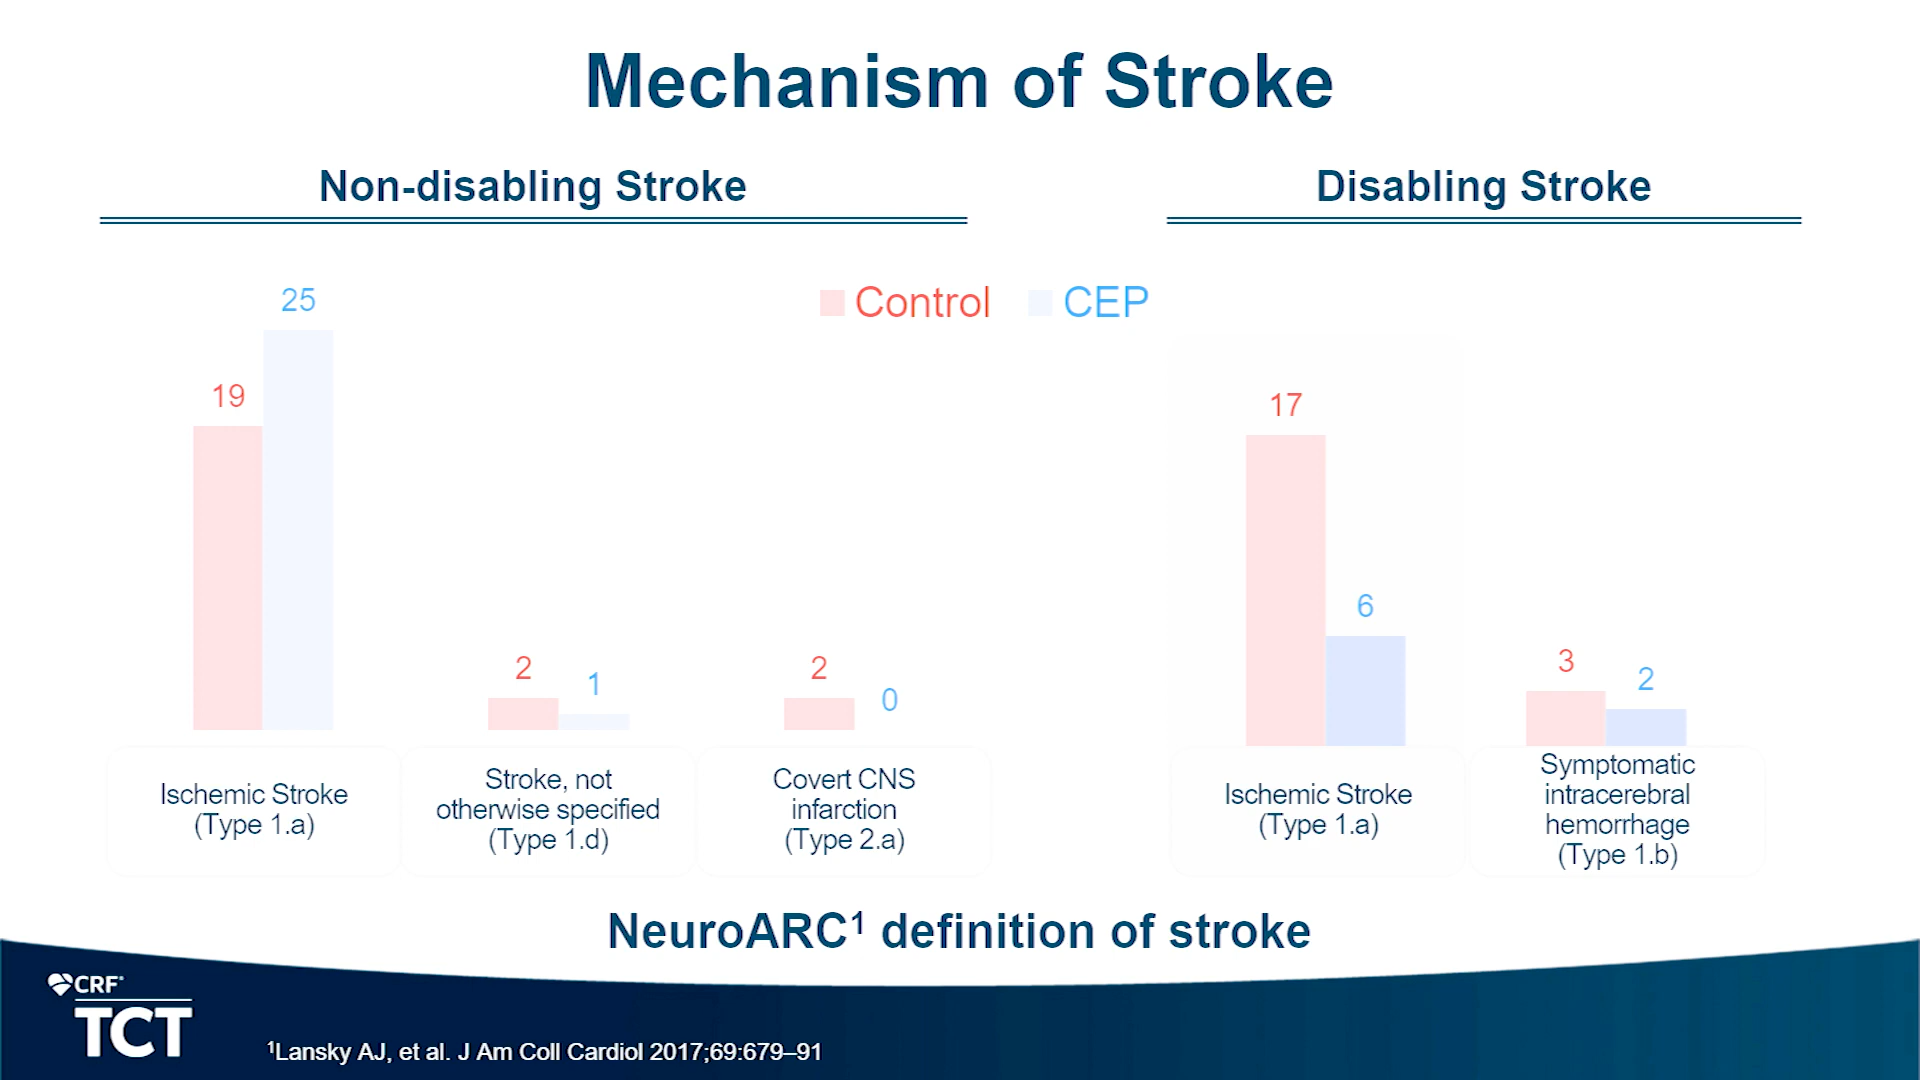 Mechanism of Stroke
Non-disabling Stroke
Disabling Stroke
Control
CEP
25
19
2
1
2
0
17
6
3
2
Ischemic Stroke
(Type 1.a)
Stroke, not
otherwise specified
(Type 1.d)
Covert CNS
infarction
(Type 2.a)
Ischemic Stroke
(Type 1.a)
Symptomatic
intracerebral
hemorrhage
(Type 1.b)
NeuroARC¹ definition of stroke
CRF®
TCT
¹Lansky AJ, et al. J Am Coll Cardiol 2017;69:679–91